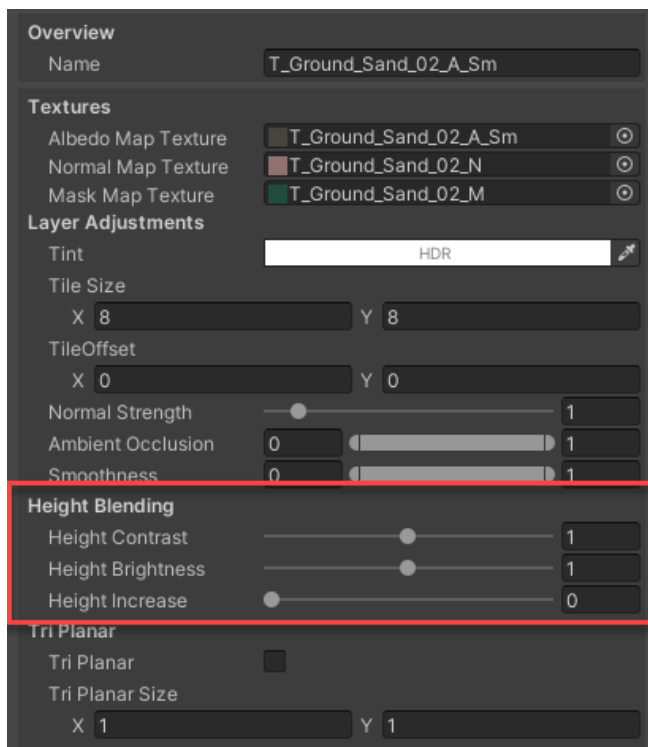 Overview
Name T_Ground_Sand_02_A_Sm
Textures
Albedo Map Texture T_Ground_Sand_02_A_Sm
Normal Map Texture T_Ground_Sand_02_N
Mask Map Texture T_Ground_Sand_02_M
Layer Adjustments
Tint HDR
Tile Size
X 8 Y 8
TileOffset
X 0 Y 0
Normal Strength 1
Ambient Occlusion 0 1
Smoothness 0 1
Height Blending
Height Contrast 1
Height Brightness 1
Height Increase 0
Tri Planar
Tri Planar
Tri Planar Size
X 1 Y 1